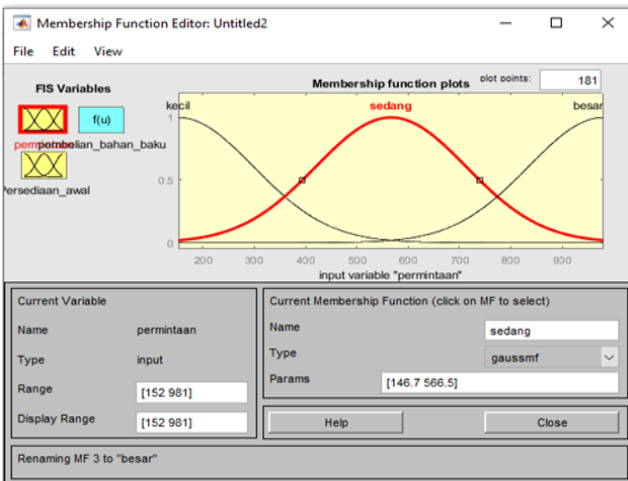 Membership Function Editor: Untitled2
File Edit View
FIS Variables
f(u)
pembelian_bahan_baku
Persediaan_awal
Membership function plots
plot points: 181
kecil sedang besar
1
0.5
0
200 300 400 500 600 700 800 900
input variable "permintaan"
Current Variable
Name permintaan
Type input
Range [152 981]
Display Range [152 981]
Current Membership Function (click on MF to select)
Name sedang
Type gaussmf
Params [146.7 566.5]
Help Close
Renaming MF 3 to "besar"